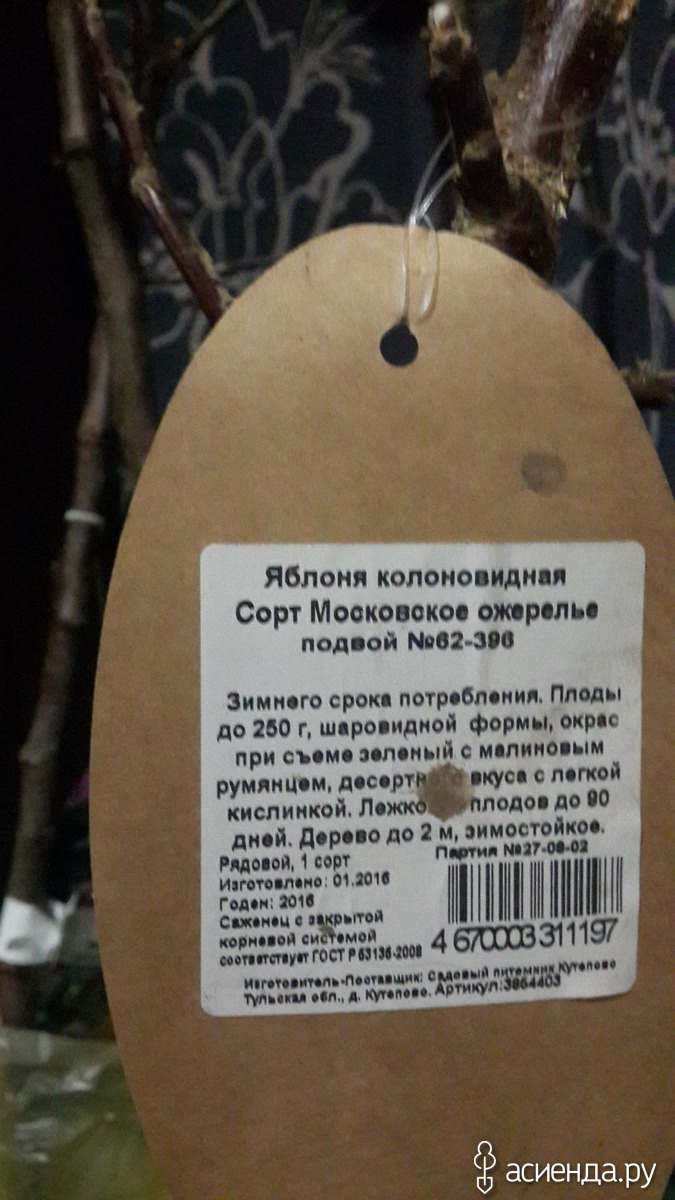 Яблоня колоновидная
Сорт Московское ожерелье
подвой №62-396
Зимнего срока потребления. Плоды
до 250 г, шаровидной формы, окрас
при съеме зеленый с малиновым
румянцем, вкуса с легкой
кислинкой. плодов до 90
дней. Дерево до 2 м, зимостойкое.
Партия №27-08-02
Рядовой, 1 сорт
Изготовлено: 01.2016
Годен: 2016
Саженец с закрытой
корневой системой
соответствует ГОСТ Р 53135-2008
4 670003 311197
Изготовитель-Поставщик: Садовый питомник Кутепово
Тульская обл., д. Кутепово. Артикул:3864403
асиенда.ру